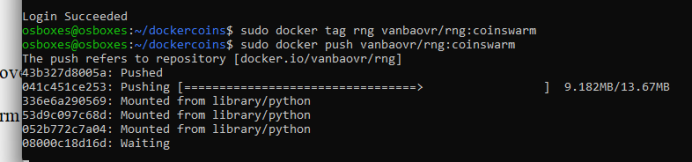 Login Succeeded
osboxes@osboxes:~/dockercoins$ sudo docker tag rng vanbaovr/rng:coinswarm
osboxes@osboxes:~/dockercoins$ sudo docker push vanbaovr/rng:coinswarm
The push refers to repository [docker.io/vanbaovr/rng]
43b327d8005a: Pushed
041c451ce253: Pushing [=================================> ] 9.182MB/13.67MB
336e6a290569: Mounted from library/python
53d9c097c68d: Mounted from library/python
052b772c7a04: Mounted from library/python
08000c18d16d: Waiting
ov
rm